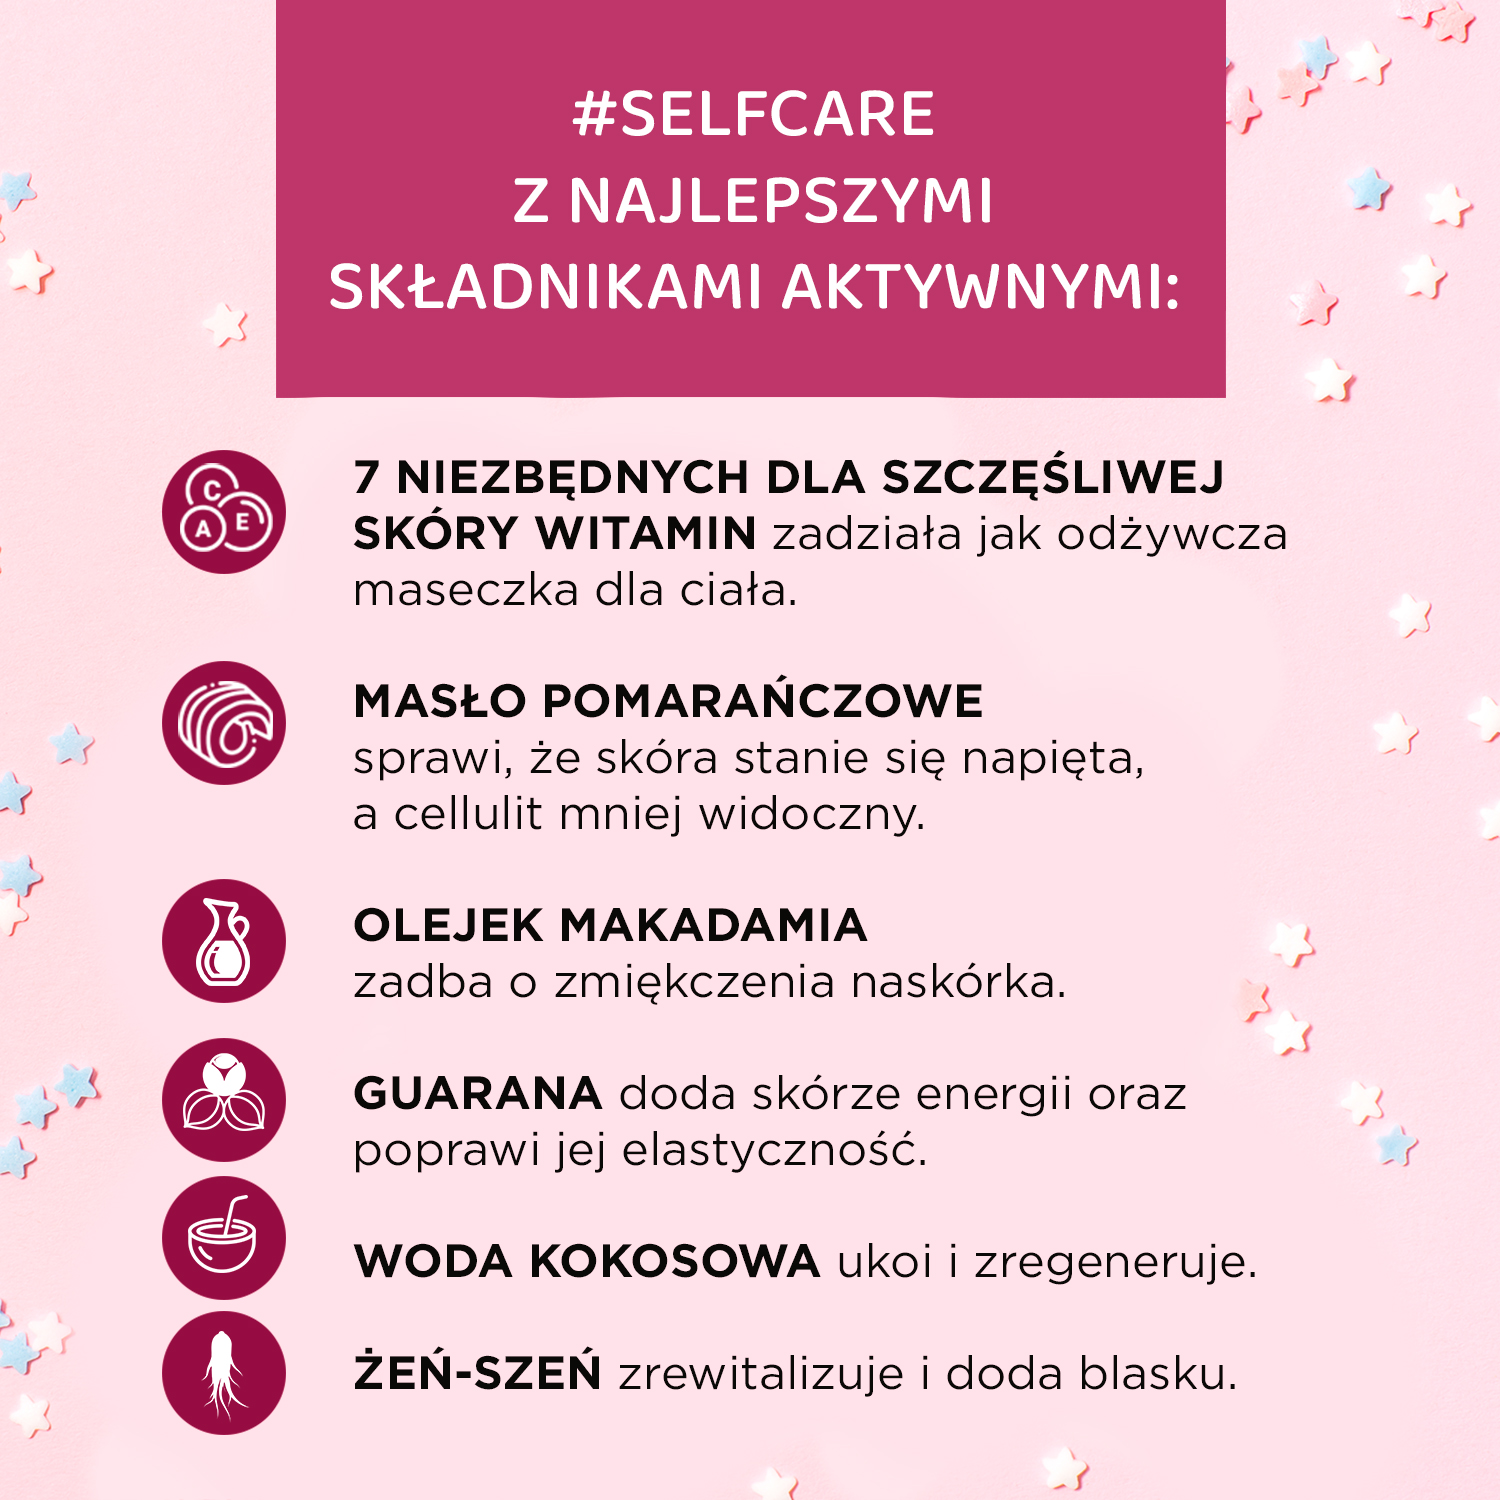 #SELFCARE
Z NAJLEPSZYMI
SKŁADNIKAMI AKTYWNYMI:
C
A E
7 NIEZBĘDNYCH DLA SZCZĘŚLIWEJ
SKÓRY WITAMIN zadziała jak odżywcza
maseczka dla ciała.
MASŁO POMARAŃCZOWE
sprawi, że skóra stanie się napięta,
a cellulit mniej widoczny.
OLEJEK MAKADAMIA
zadba o zmiękczenia naskórka.
GUARANA doda skórze energii oraz
poprawi jej elastyczność.
WODA KOKOSOWA ukoi i zregeneruje.
ŻEŃ-SZEŃ zrewitalizuje i doda blasku.